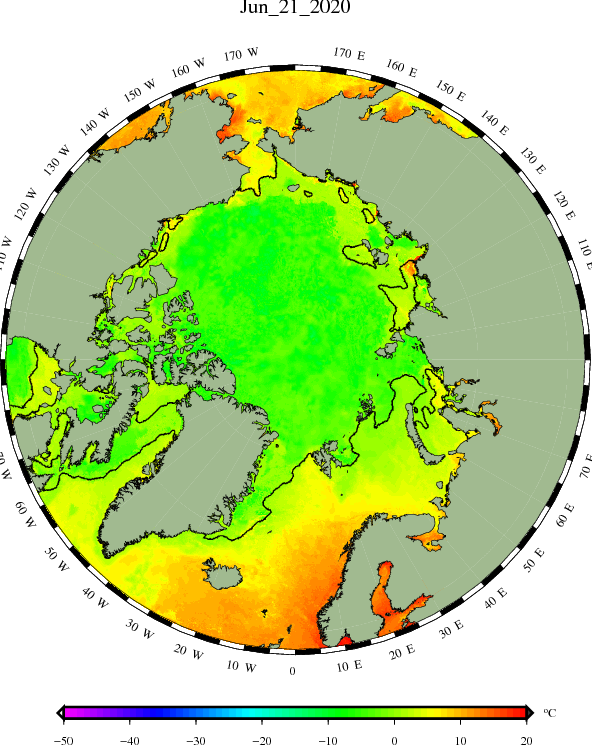 Jun_21_2020
170 W
170 E
160 W
160 E
150 W
150 E
140 W
140 E
130 W
130 E
120 W
120 E
110 E
70 E
60 W
60 E
50 W
50 E
40 W
40 E
30 W
30 E
20 W
20 E
10 W
10 E
0
°C
−50 −40 −30 −20 −10 0 10 20